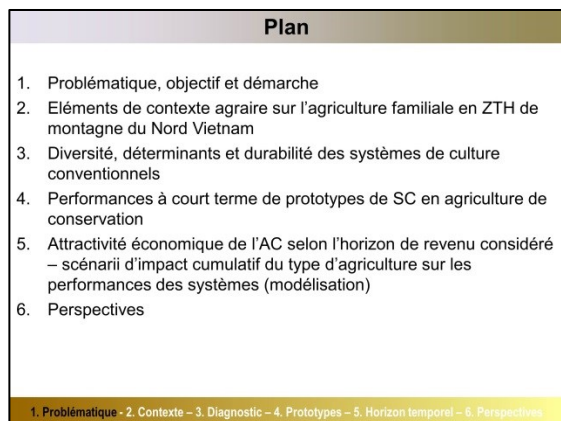 Plan
1. Problématique, objectif et démarche
2. Eléments de contexte agraire sur l'agriculture familiale en ZTH de
montagne du Nord Vietnam
3. Diversité, déterminants et durabilité des systèmes de culture
conventionnels
4. Performances à court terme de prototypes de SC en agriculture de
conservation
5. Attractivité économique de l'AC selon l'horizon de revenu considéré
– scénarii d'impact cumulatif du type d'agriculture sur les
performances des systèmes (modélisation)
6. Perspectives
1. Problématique - 2. Contexte – 3. Diagnostic – 4. Prototypes – 5. Horizon temporel – 6. Perspectives